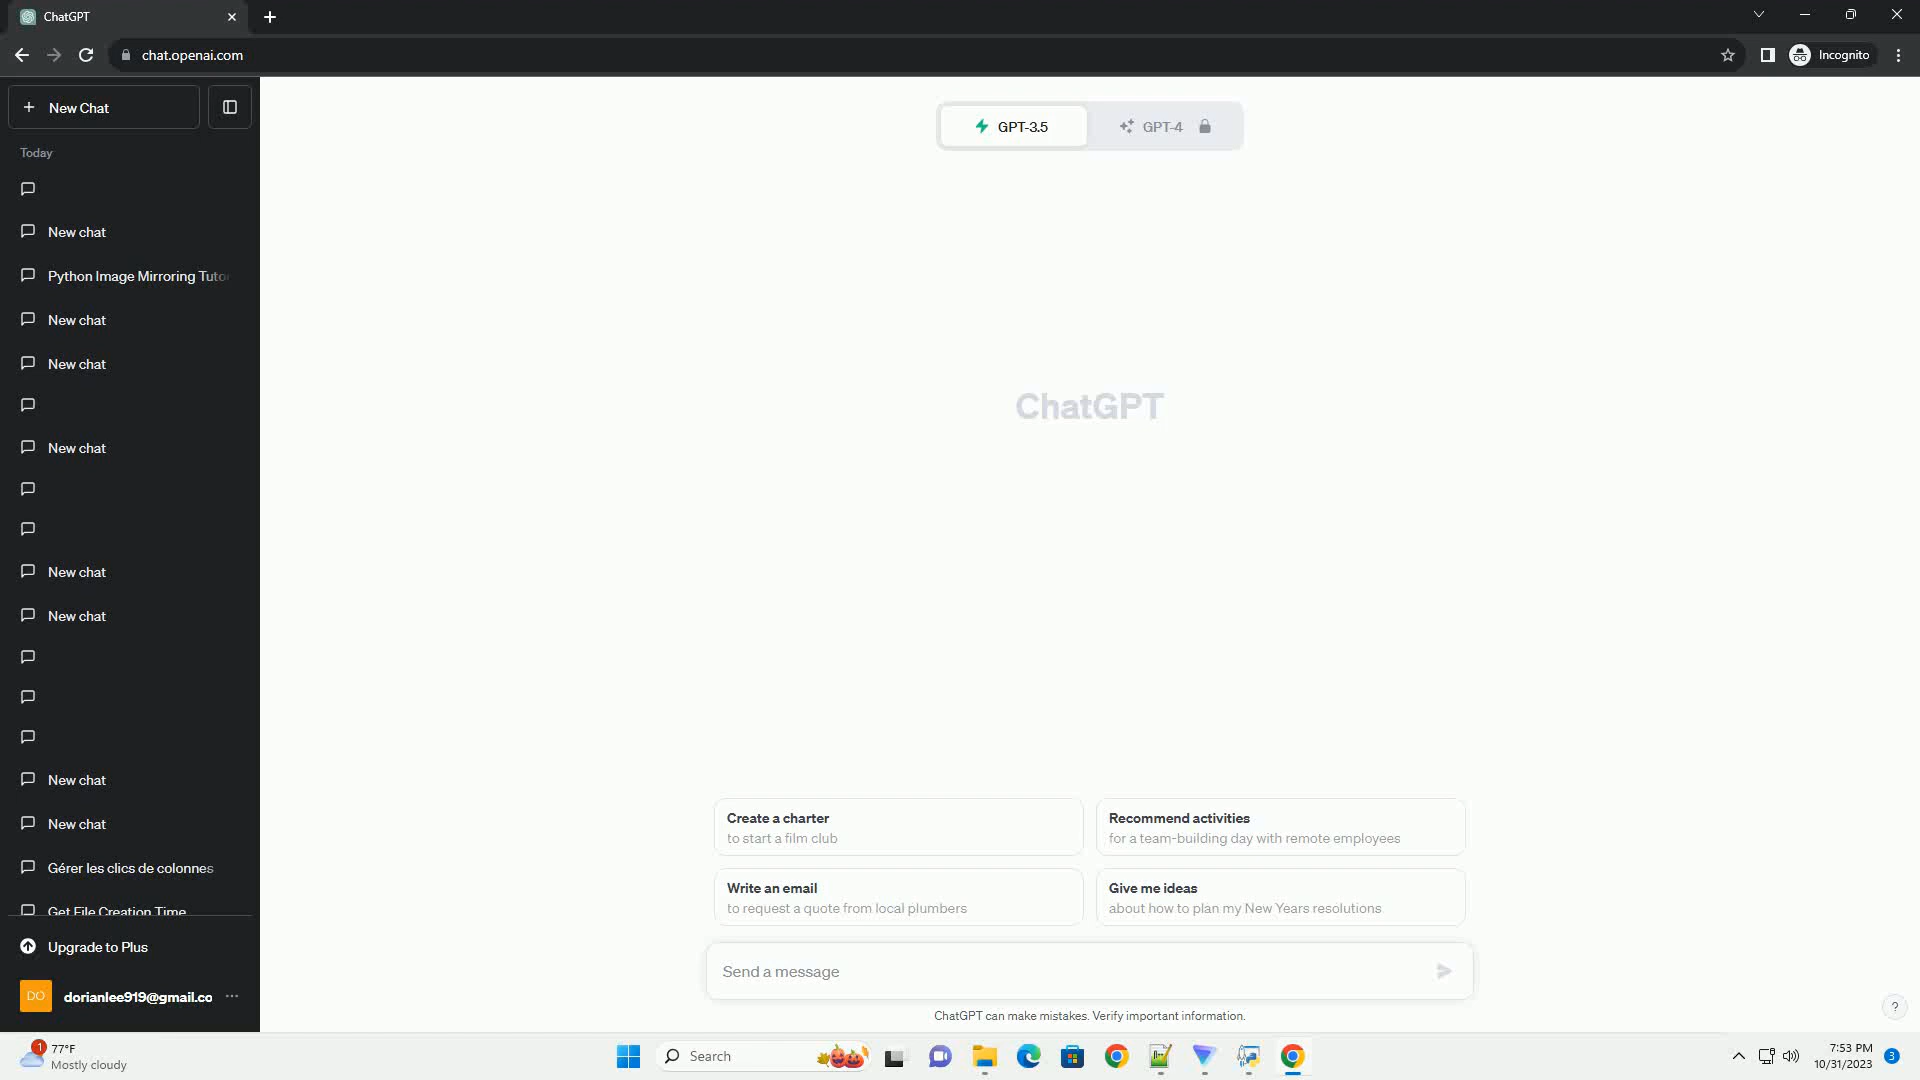 ChatGPT
chat.openai.com
Incognito
New Chat
Today
New chat
Python Image Mirroring Tuto
New chat
New chat
New chat
New chat
New chat
New chat
New chat
Gérer les clics de colonnes
Get File Creation Time
Upgrade to Plus
DO
dorianlee919@gmail.co
GPT-3.5
GPT-4
ChatGPT
Create a charter
to start a film club
Recommend activities
for a team-building day with remote employees
Write an email
to request a quote from local plumbers
Give me ideas
about how to plan my New Years resolutions
Send a message
ChatGPT can make mistakes. Verify important information.
?
1
77°F
Mostly cloudy
Search
7:53 PM
10/31/2023
3